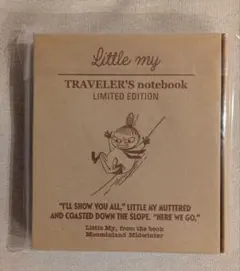 Little my
TRAVELER'S notebook
LIMITED EDITION
"I'LL SHOW YOU ALL," LITTLE MY MUTTERED
AND COASTED DOWN THE SLOPE. "HERE WE GO,"
Little My, from the book
Moominland Midwinter